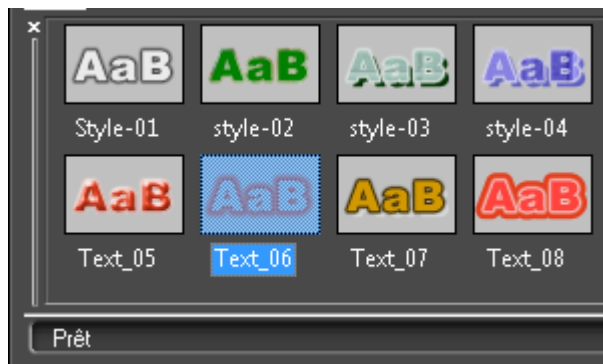 AaB AaB AaB AaB
Style-01 style-02 style-03 style-04
AaB AaB AaB AaB
Text_05 Text_06 Text_07 Text_08
Prêt